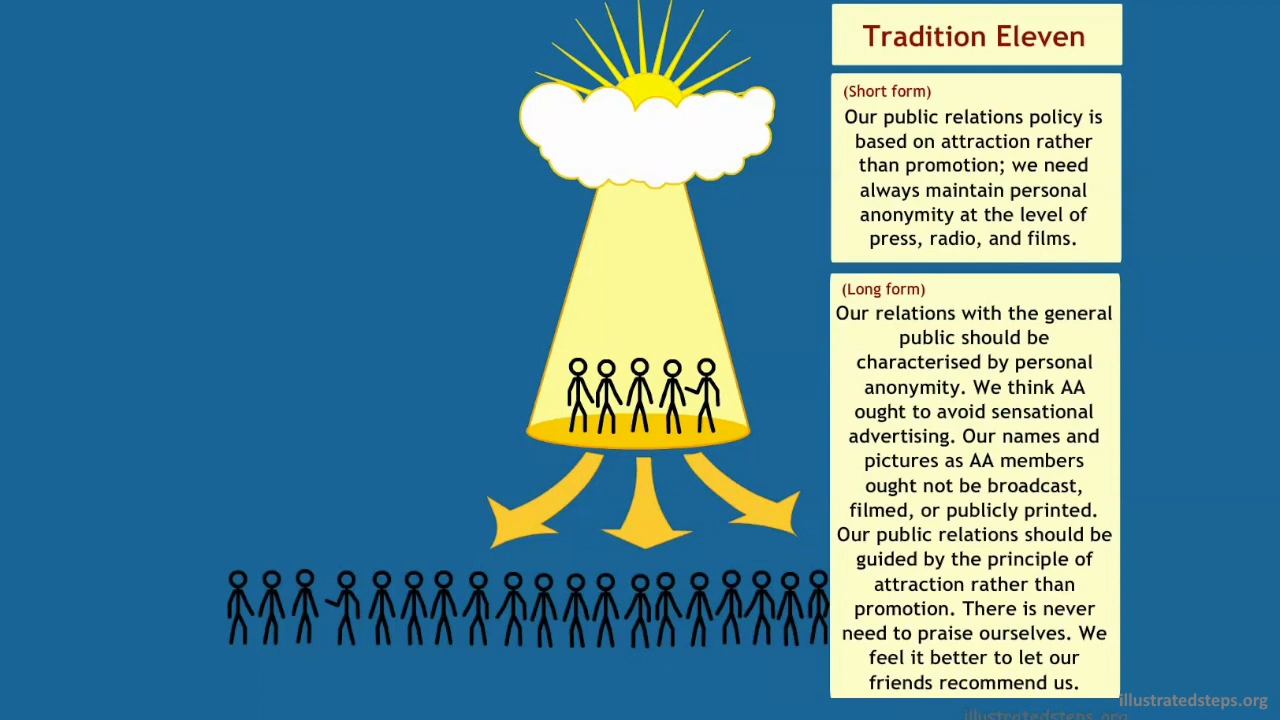 Tradition Eleven
(Short form)
Our public relations policy is
based on attraction rather
than promotion; we need
always maintain personal
anonymity at the level of
press, radio, and films.
(Long form)
Our relations with the general
public should be
characterised by personal
anonymity. We think AA
ought to avoid sensational
advertising. Our names and
pictures as AA members
ought not be broadcast,
filmed, or publicly printed.
Our public relations should be
guided by the principle of
attraction rather than
promotion. There is never
need to praise ourselves. We
feel it better to let our
friends recommend us.
illustratedsteps.org
illustratedsteps.org